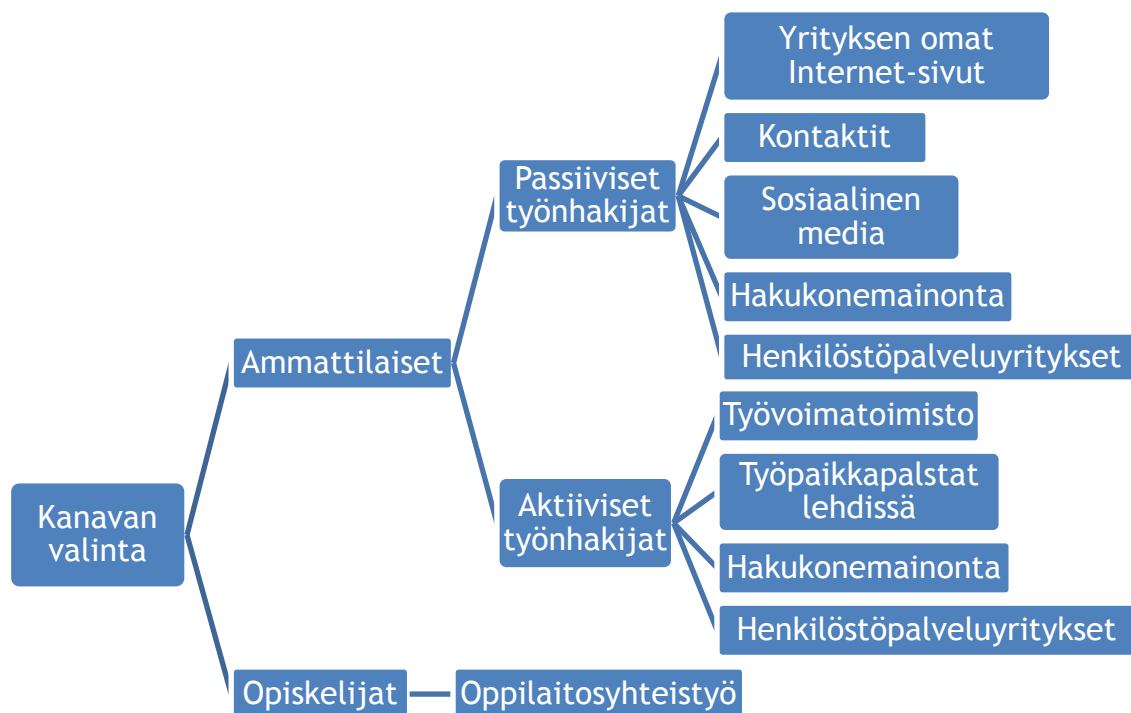 Yrityksen omat
Internet-sivut
Kontaktit
Passiiviset
työnhakijat
Sosiaalinen
media
Hakukonemainonta
Ammattilaiset
Henkilöstöpalveluyritykset
Työvoimatoimisto
Työpaikkapalstat
lehdissä
Kanavan
valinta
Aktiiviset
työnhakijat
Hakukonemainonta
Henkilöstöpalveluyritykset
Opiskelijat
Oppilaitosyhteistyö